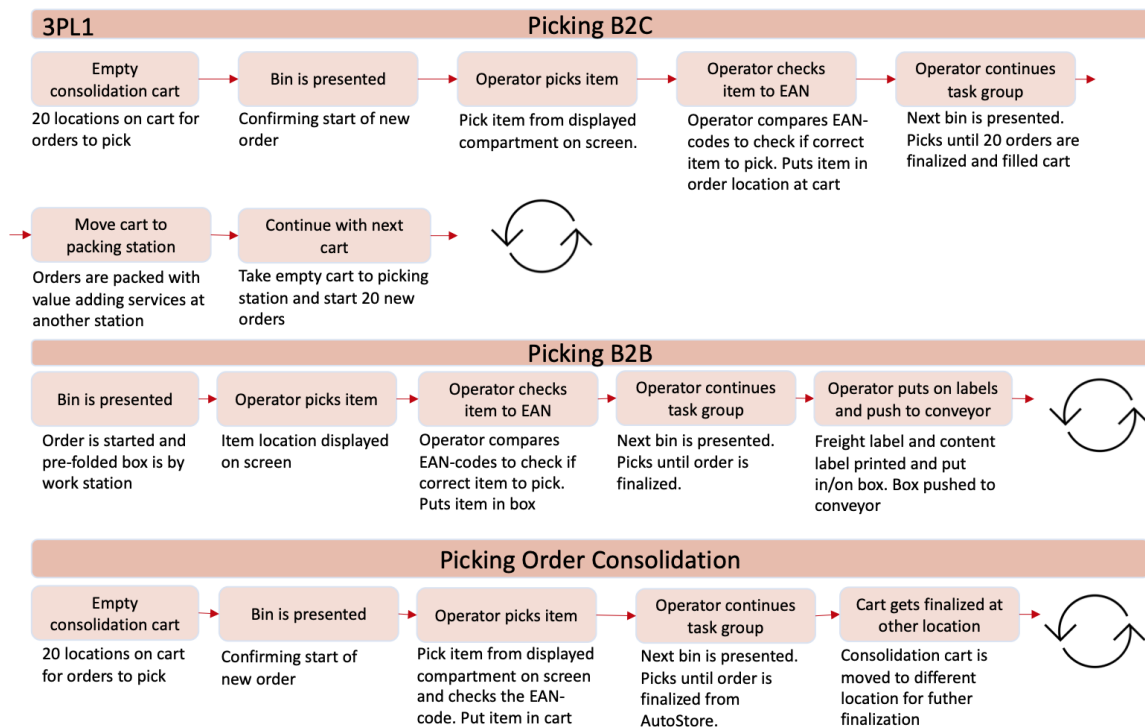 3PL1
Picking B2C
Empty
consolidation cart
20 locations on cart for
orders to pick
Bin is presented
Confirming start of new
order
Operator picks item
Pick item from displayed
compartment on screen.
Operator checks
item to EAN
Operator compares EAN-
codes to check if correct
item to pick. Puts item in
order location at cart
Operator continues
task group
Next bin is presented.
Picks until 20 orders are
finalized and filled cart
Move cart to
packing station
Orders are packed with
value adding services at
another station
Continue with next
cart
Take empty cart to picking
station and start 20 new
orders
Picking B2B
Bin is presented
Order is started and
pre-folded box is by
work station
Operator picks item
Item location displayed
on screen
Operator checks
item to EAN
Operator compares
EAN-codes to check if
correct item to pick.
Puts item in box
Operator continues
task group
Next bin is presented.
Picks until order is
finalized.
Operator puts on labels
and push to conveyor
Freight label and content
label printed and put
in/on box. Box pushed to
conveyor
Picking Order Consolidation
Empty
consolidation cart
20 locations on cart
for orders to pick
Bin is presented
Confirming start of
new order
Operator picks item
Pick item from displayed
compartment on screen
and checks the EAN-
code. Put item in cart
Operator continues
task group
Next bin is presented.
Picks until order is
finalized from
AutoStore.
Cart gets finalized at
other location
Consolidation cart is
moved to different
location for futher
finalization